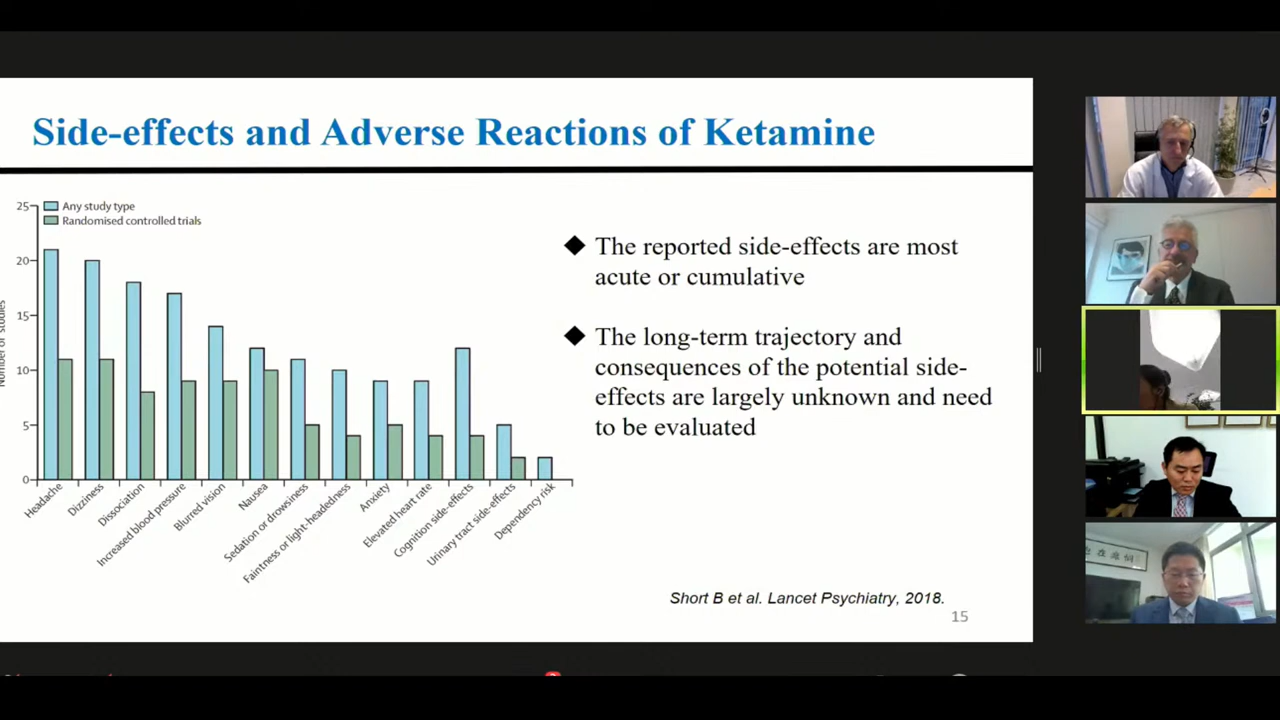 Side-effects and Adverse Reactions of Ketamine
25
20
15
10
5
0
Number of studies
Any study type
Randomised controlled trials
Headache
Dizziness
Dissociation
Increased blood pressure
Blurred vision
Nausea
Sedation or drowsiness
Faintness or light-headedness
Anxiety
Elevated heart rate
Cognition side-effects
Urinary tract side-effects
Dependency risk
◆ The reported side-effects are most
acute or cumulative
◆ The long-term trajectory and
consequences of the potential side-
effects are largely unknown and need
to be evaluated
Short B et al. Lancet Psychiatry, 2018.
15